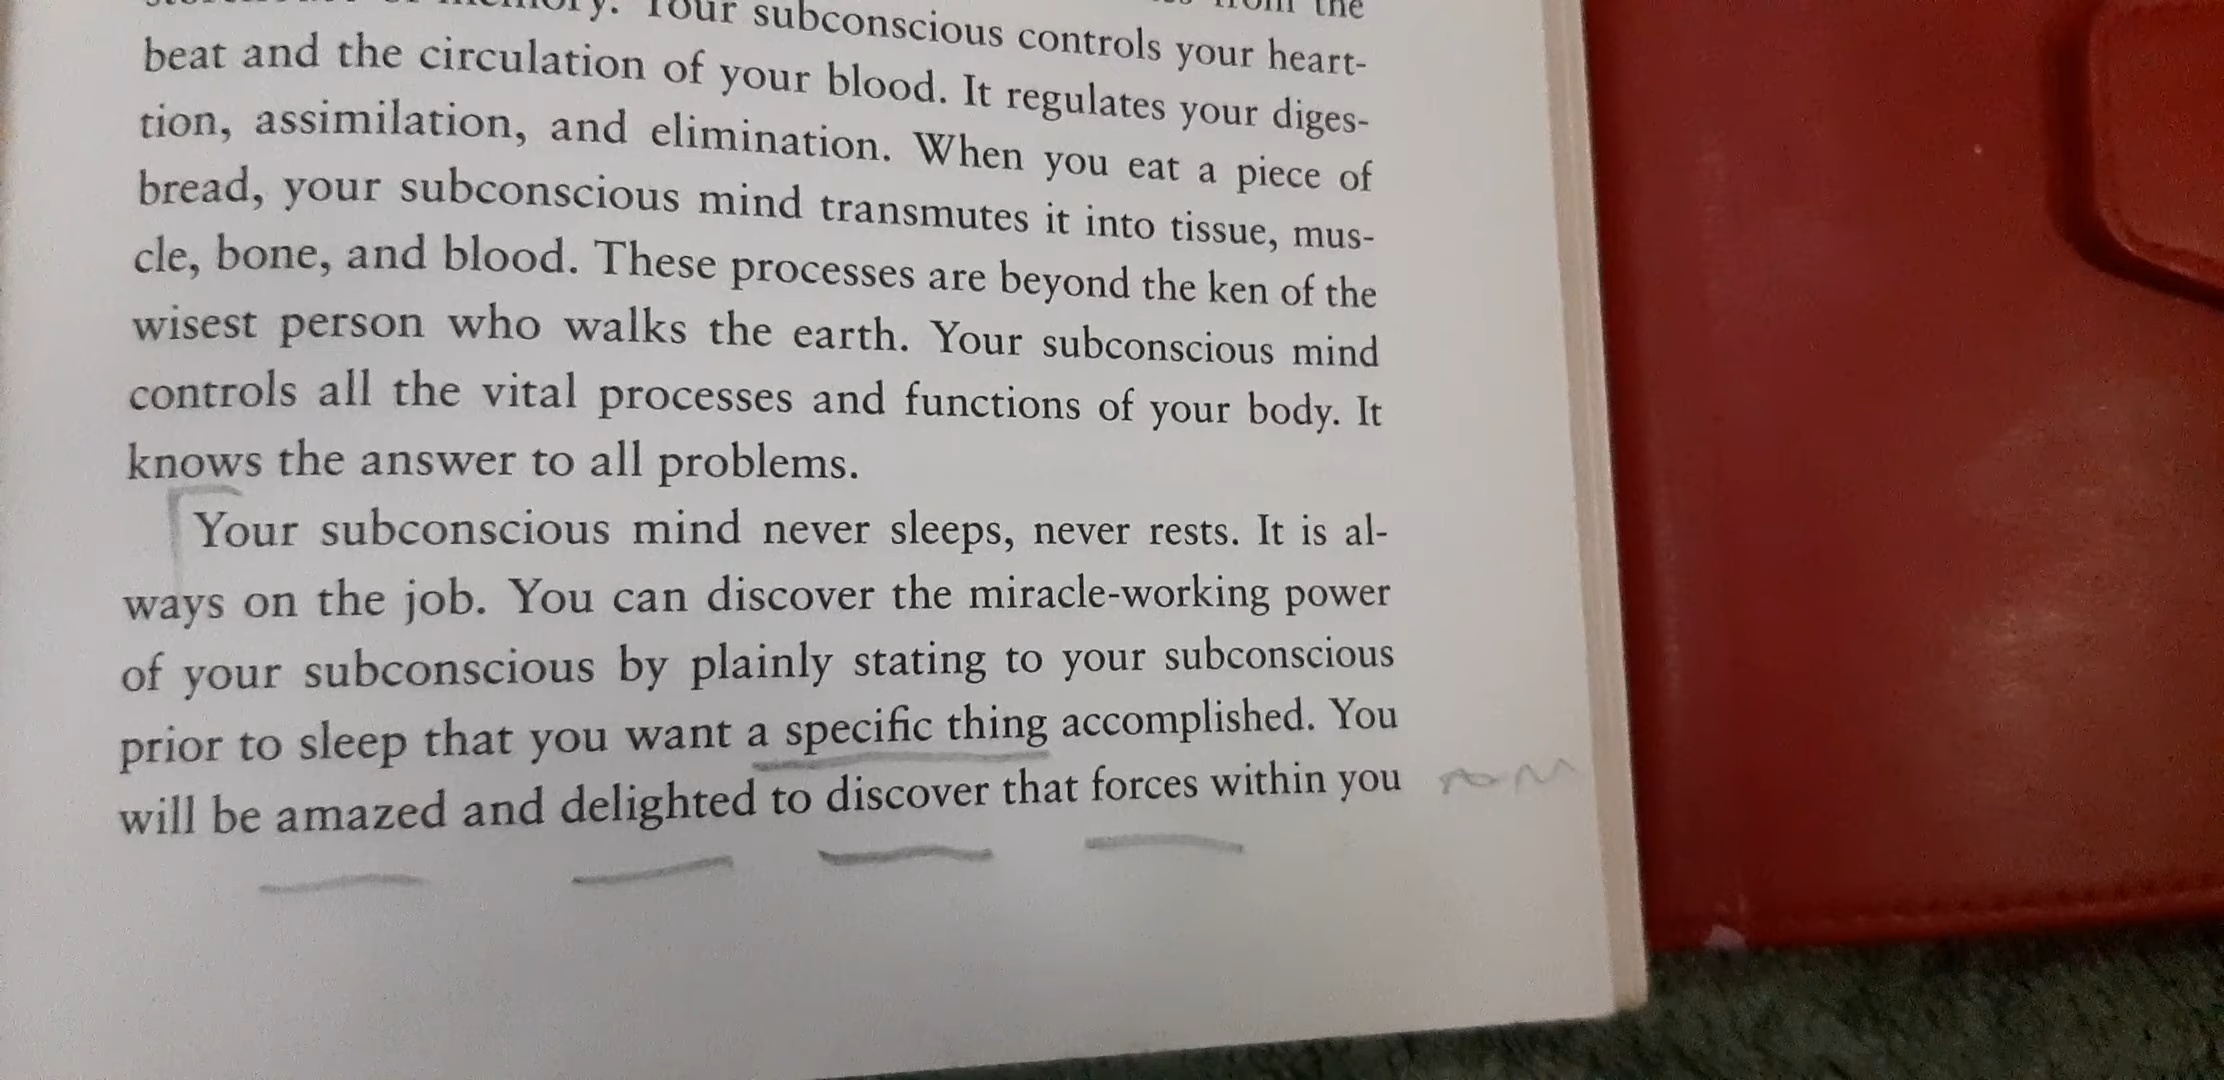 memory. Your subconscious controls your heart-
beat and the circulation of your blood. It regulates your diges-
tion, assimilation, and elimination. When you eat a piece of
bread, your subconscious mind transmutes it into tissue, mus-
cle, bone, and blood. These processes are beyond the ken of the
wisest person who walks the earth. Your subconscious mind
controls all the vital processes and functions of your body. It
knows the answer to all problems.
Your subconscious mind never sleeps, never rests. It is al-
ways on the job. You can discover the miracle-working power
of your subconscious by plainly stating to your subconscious
prior to sleep that you want a specific thing accomplished. You
will be amazed and delighted to discover that forces within you